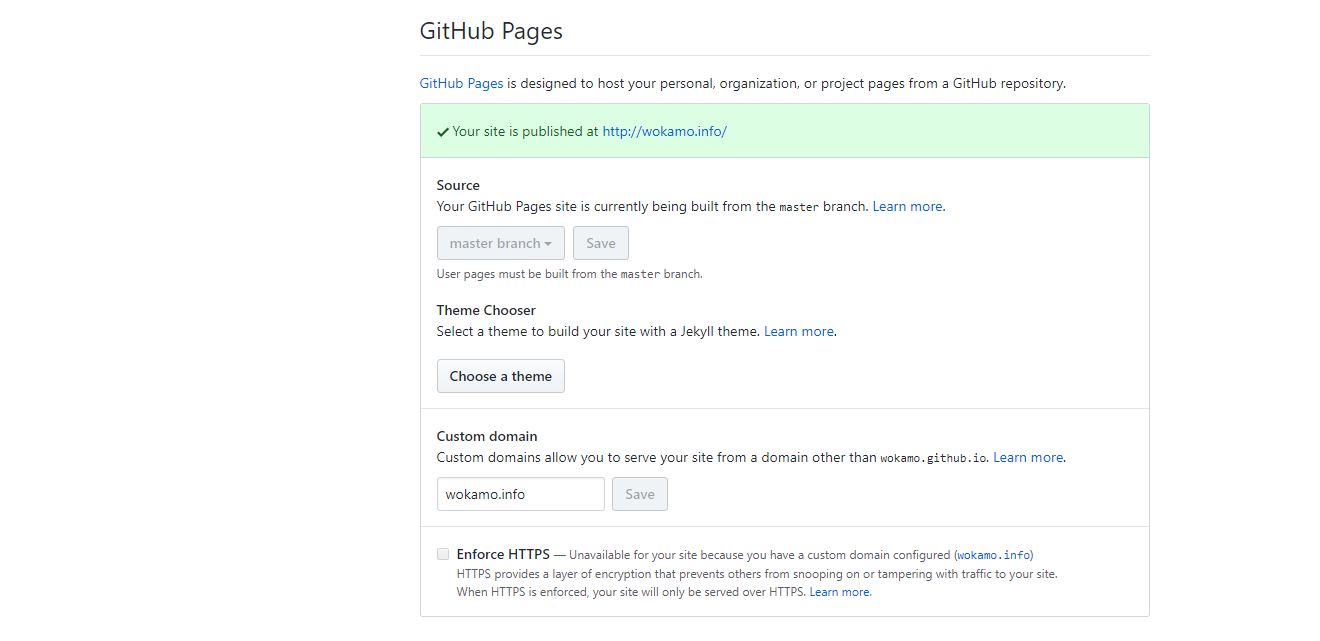 GitHub Pages
GitHub Pages is designed to host your personal, organization, or project pages from a GitHub repository.
Your site is published at http://wokamo.info/
Source
Your GitHub Pages site is currently being built from the master branch. Learn more.
master branch Save
User pages must be built from the master branch.
Theme Chooser
Select a theme to build your site with a Jekyll theme. Learn more.
Choose a theme
Custom domain
Custom domains allow you to serve your site from a domain other than wokamo.github.io. Learn more.
wokamo.info Save
Enforce HTTPS — Unavailable for your site because you have a custom domain configured (wokamo.info)
HTTPS provides a layer of encryption that prevents others from snooping on or tampering with traffic to your site.
When HTTPS is enforced, your site will only be served over HTTPS. Learn more.